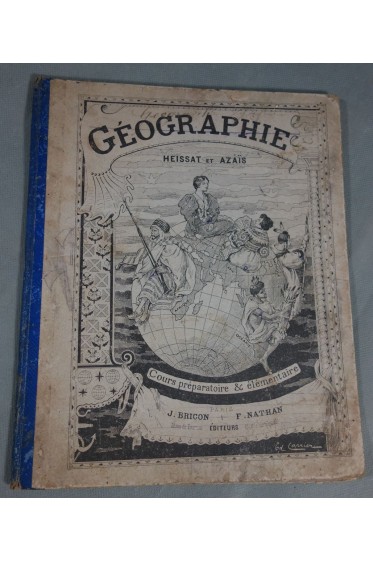 GÉOGRAPHIE
HEISSAT ET AZAÏS
Cours préparatoire & élémentaire
PARIS
J. BRICON F. NATHAN
ÉDITEURS